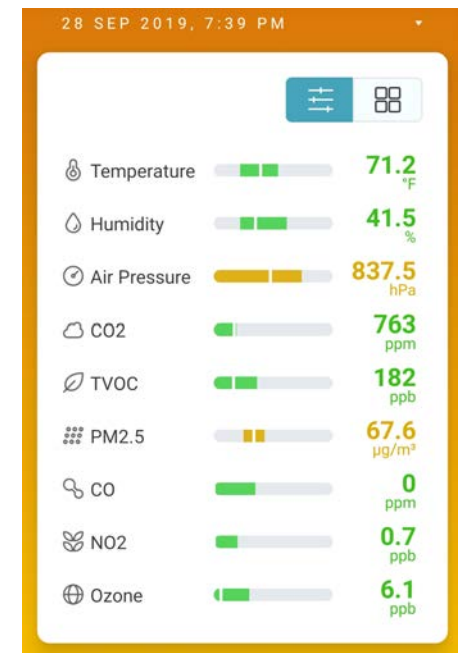 28 SEP 2019, 7:39 PM
Temperature 71.2 °F
Humidity 41.5 %
Air Pressure 837.5 hPa
CO2 763 ppm
TVOC 182 ppb
PM2.5 67.6 µg/m³
CO 0 ppm
NO2 0.7 ppb
Ozone 6.1 ppb